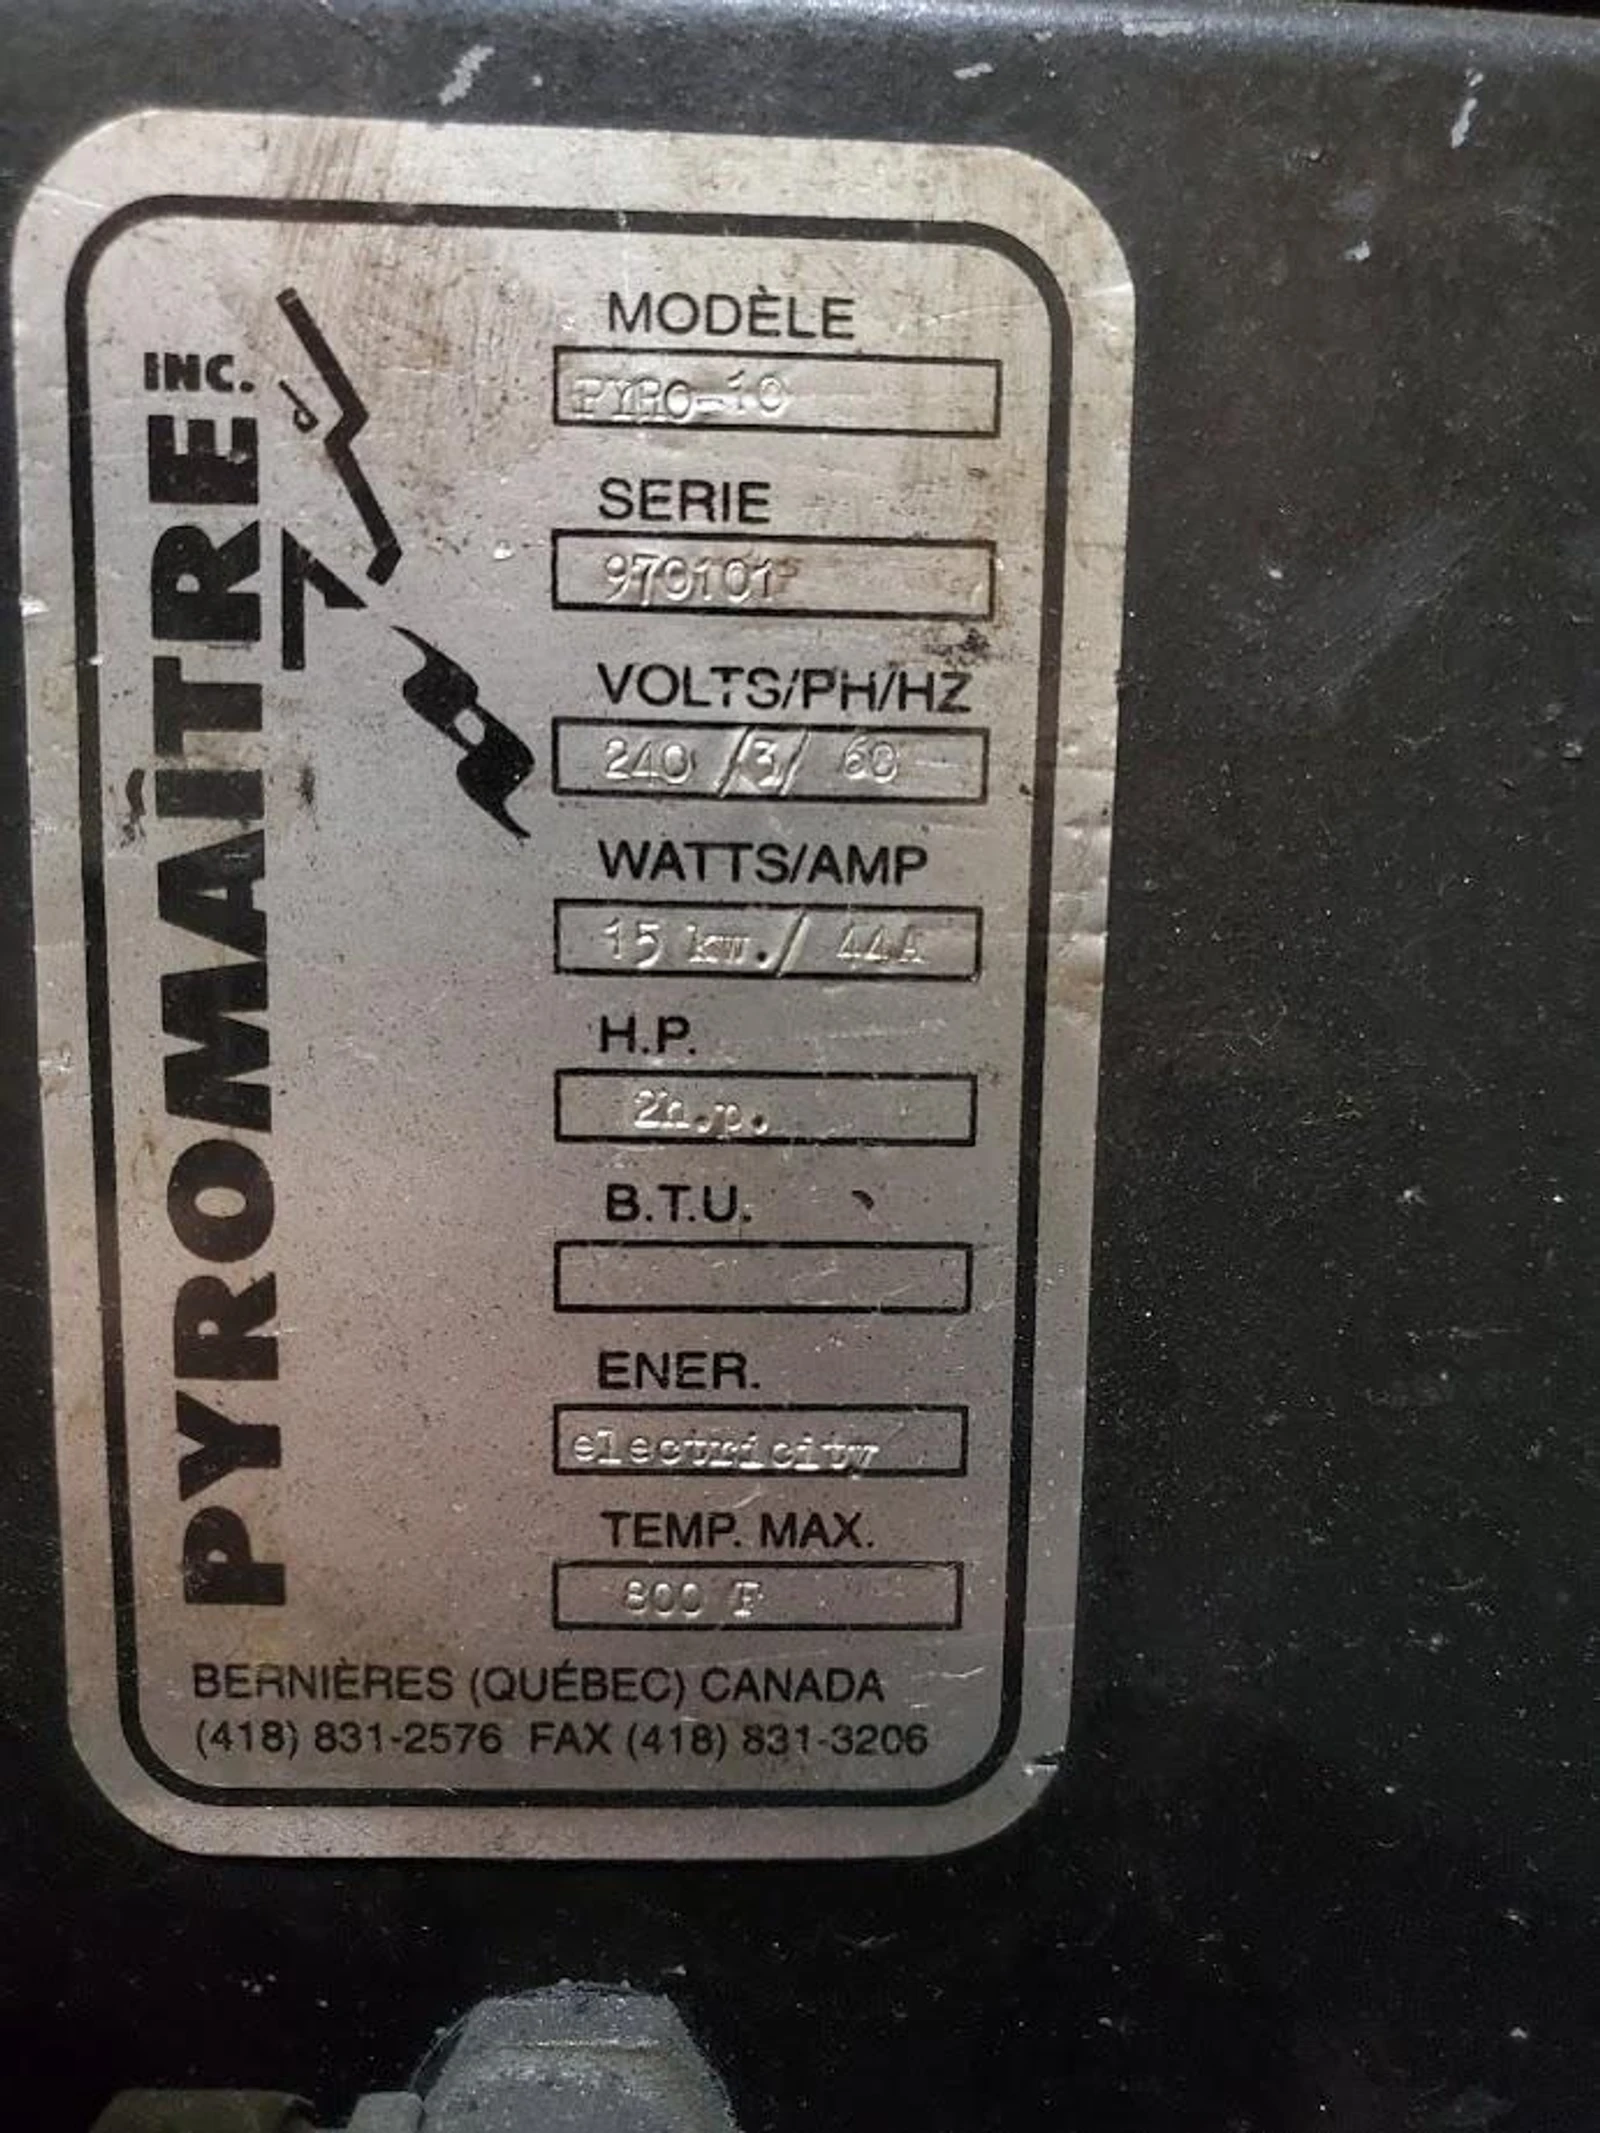 PYROMAÎTRE INC.
MODÈLE
PYRO-10
SERIE
970101
VOLTS/PH/HZ
240 /3/ 60
WATTS/AMP
15 kw./ 44A
H.P.
2h.p.
B.T.U.
ENER.
electricity
TEMP. MAX.
800 F
BERNIÈRES (QUÉBEC) CANADA
(418) 831-2576 FAX (418) 831-3206